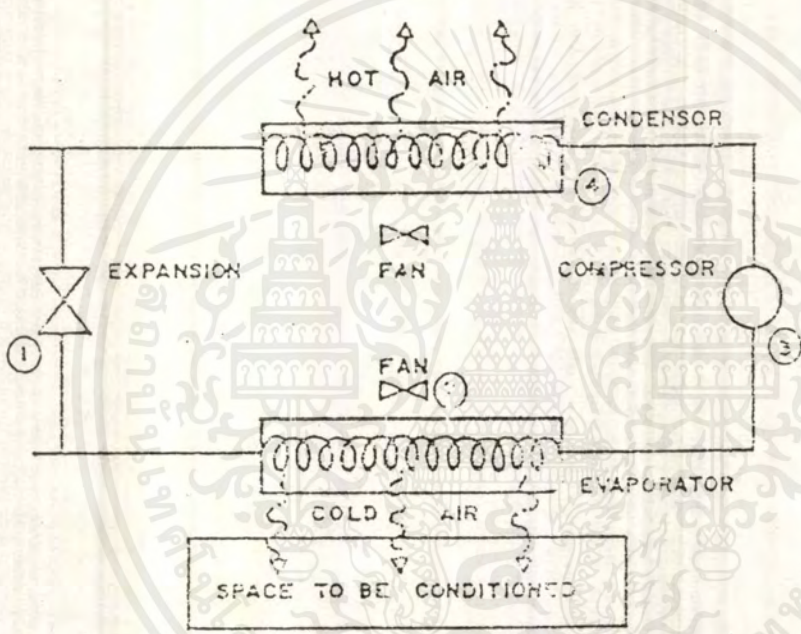 HOT AIR
CONDENSOR
④
EXPANSION
FAN
COMPRESSOR
①
③
FAN
EVAPORATOR
COLD AIR
SPACE TO BE CONDITIONED